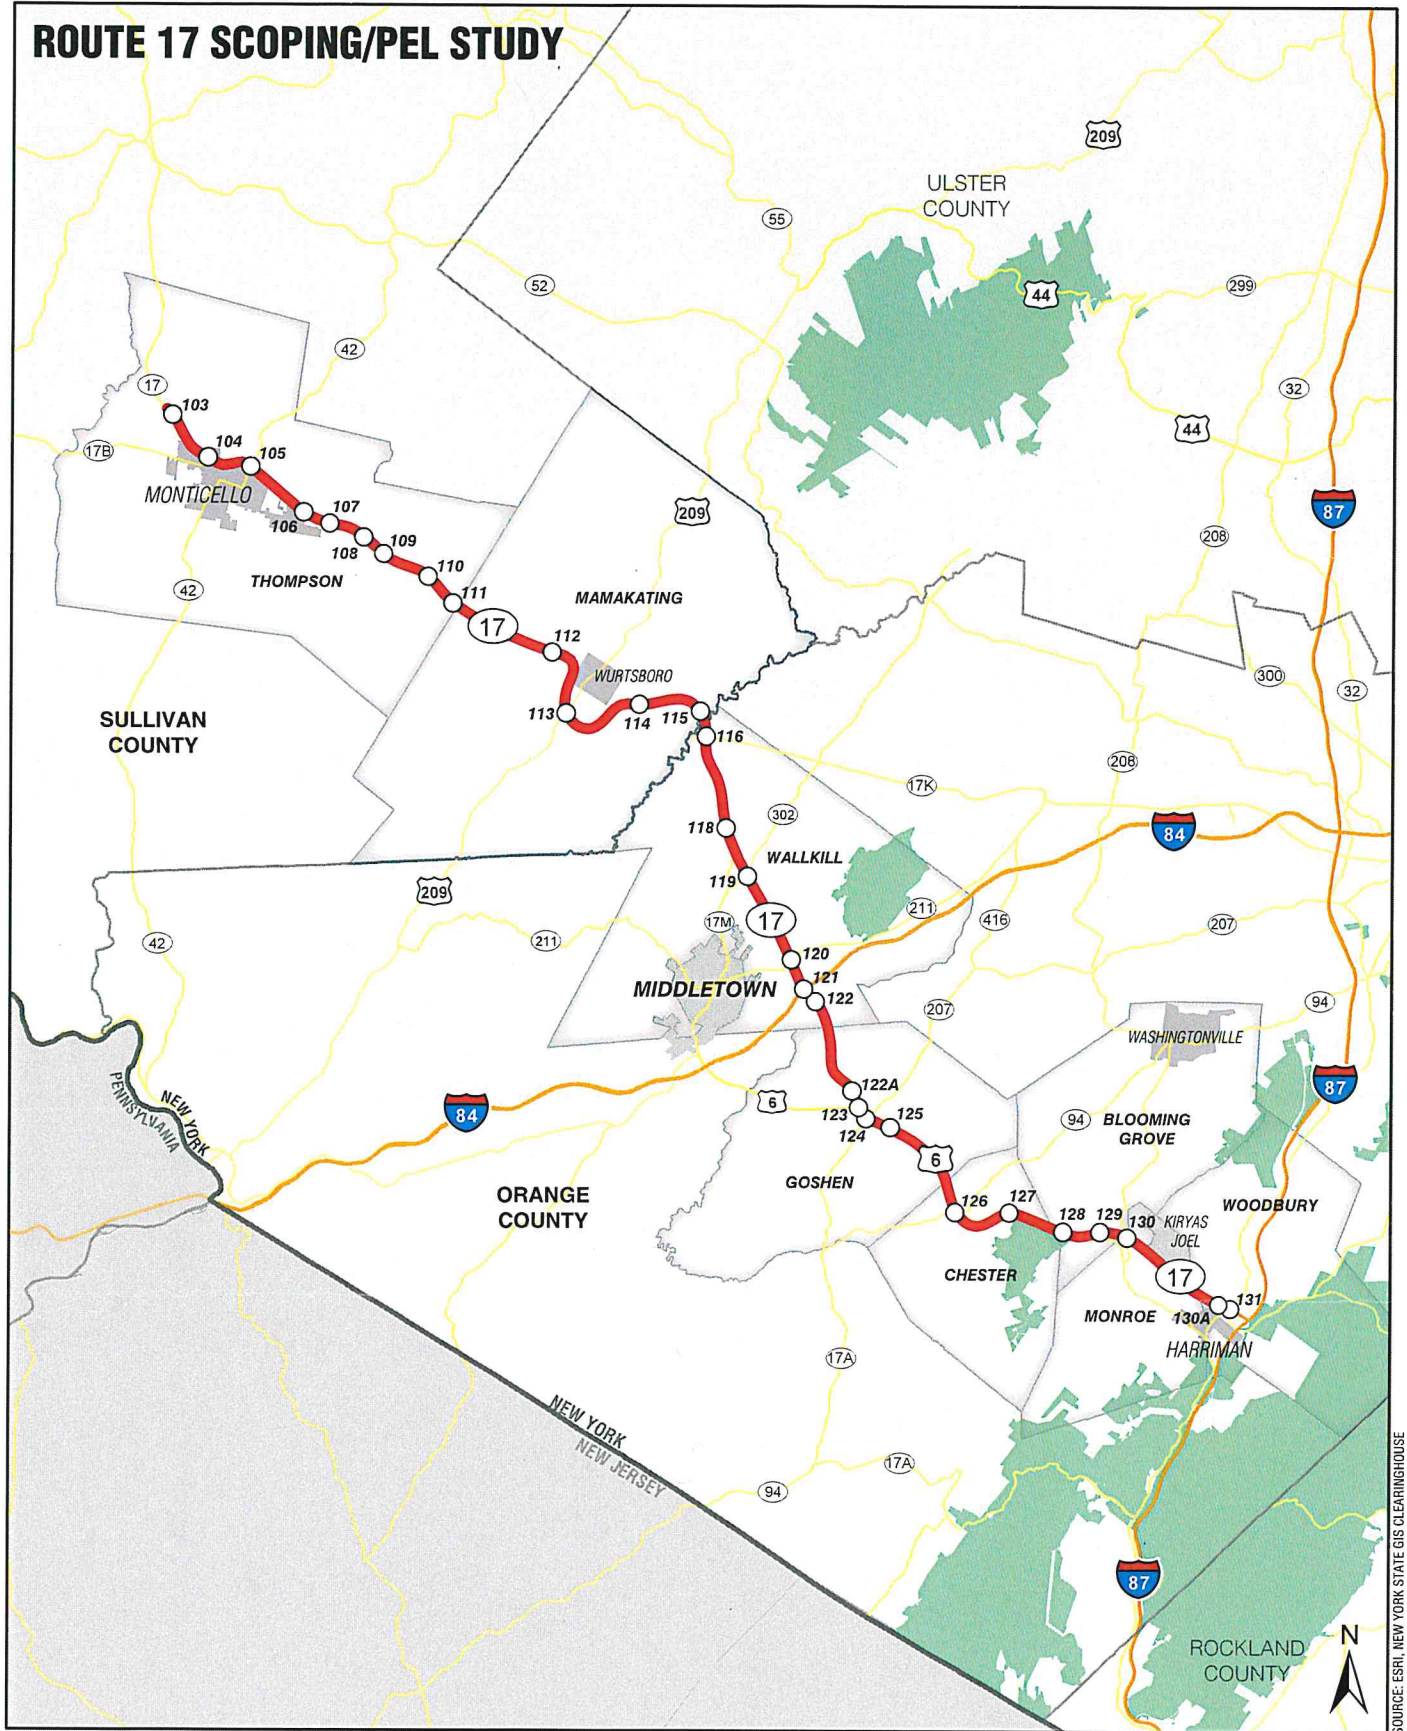 ROUTE 17 SCOPING/PEL STUDY
209
ULSTER
COUNTY
55
52
44
299
42
17
103
32
104
17B
105
44
MONTICELLO
209
87
106
107
108
109
208
110
THOMPSON
42
111
MAMAKATING
17
112
WURTSBORO
300
32
113
114
115
SULLIVAN
COUNTY
116
208
17K
302
118
84
WALLKILL
119
209
211
17M
17
416
207
42
211
120
MIDDLETOWN
121
122
207
94
WASHINGTONVILLE
NEW YORK
PENNSYLVANIA
84
6
122A
123
124
125
87
94
BLOOMING
GROVE
6
GOSHEN
ORANGE
COUNTY
126
127
128
129
130
KIRYAS
JOEL
WOODBURY
CHESTER
17
131
MONROE
130A
HARRIMAN
17A
NEW YORK
NEW JERSEY
17A
94
87
ROCKLAND
COUNTY
N
SOURCE: ESRI, NEW YORK STATE GIS CLEARINGHOUSE